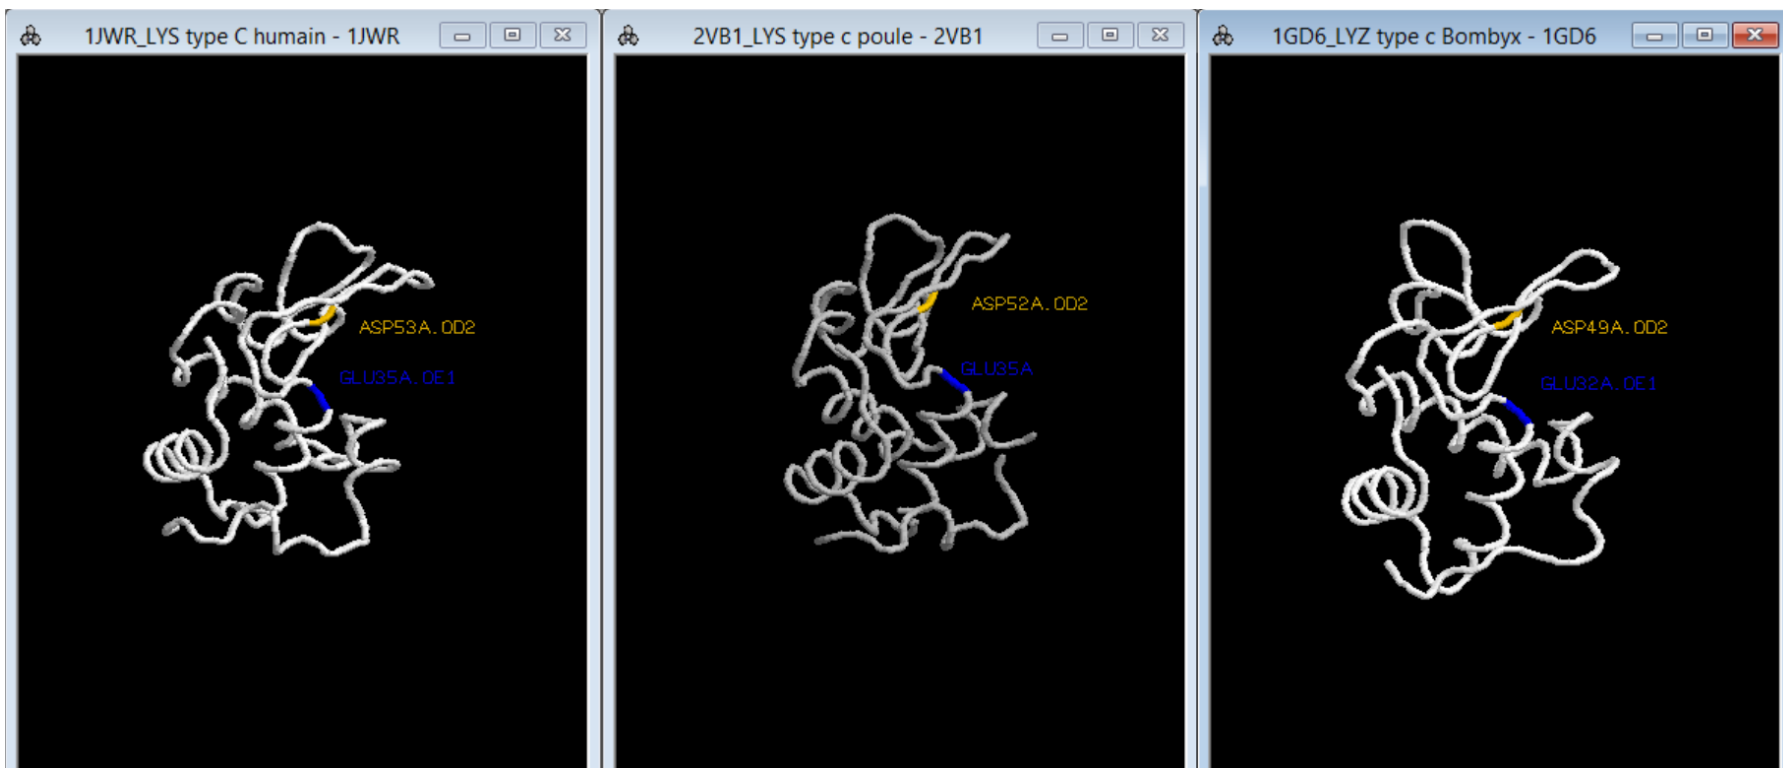 1JWR_LYS type C humain - 1JWR
2VB1_LYS type c poule - 2VB1
1GD6_LYZ type c Bombyx - 1GD6
ASP53A.OD2
GLU35A.OE1
ASP52A.OD2
GLU35A
ASP49A.OD2
GLU32A.OE1